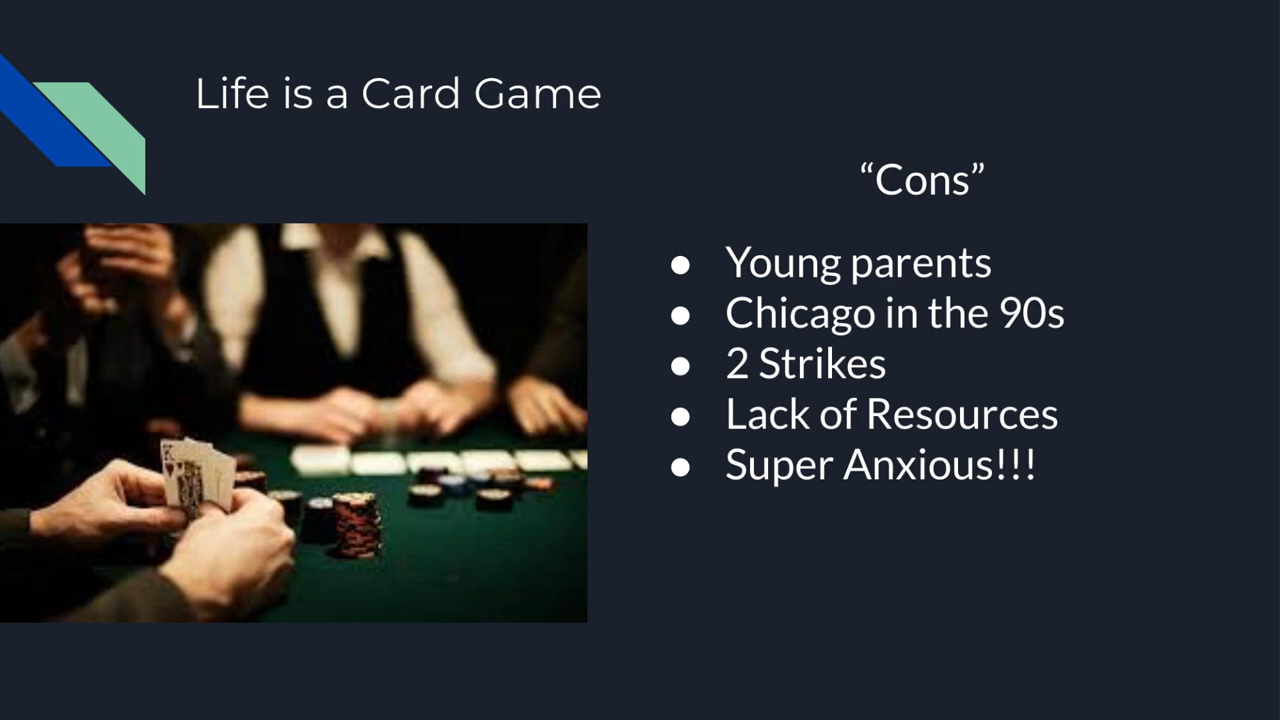 Life is a Card Game
“Cons”
● Young parents
● Chicago in the 90s
● 2 Strikes
● Lack of Resources
● Super Anxious!!!
K